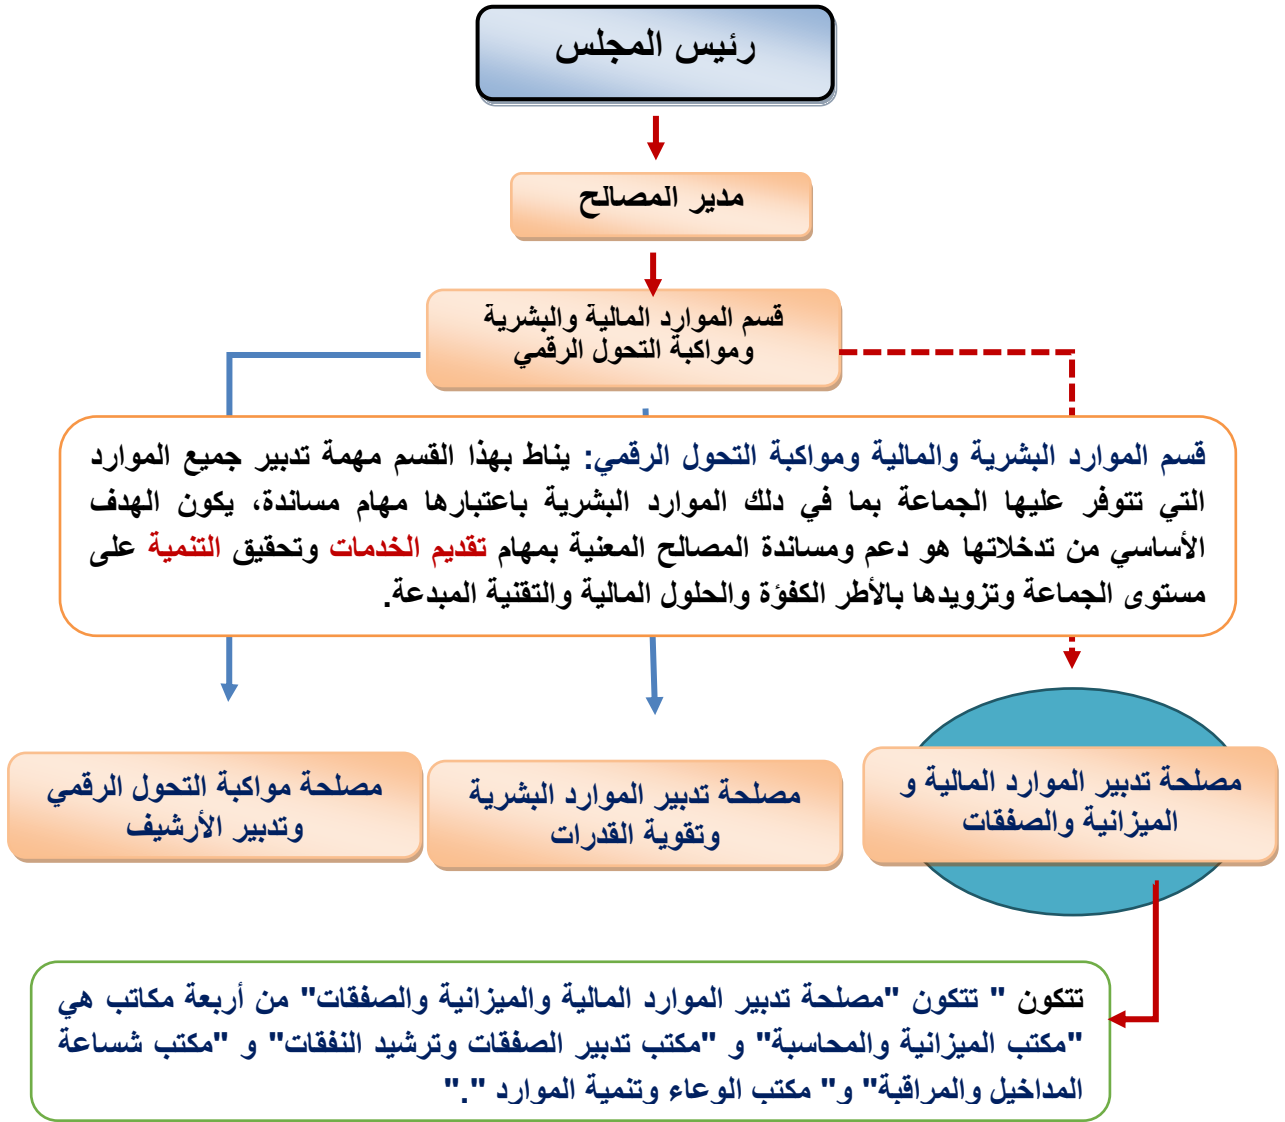 رئيس المجلس
مدير المصالح
قسم الموارد المالية والبشرية
ومواكبة التحول الرقمي
قسم الموارد البشرية والمالية ومواكبة التحول الرقمي: يناط بهذا القسم مهمة تدبير جميع الموارد
التي تتوفر عليها الجماعة بما في دلك الموارد البشرية باعتبارها مهام مساندة، يكون الهدف
الأساسي من تدخلاتها هو دعم ومساندة المصالح المعنية بمهام تقديم الخدمات وتحقيق التنمية على
مستوى الجماعة وتزويدها بالأطر الكفؤة والحلول المالية والتقنية المبدعة.
مصلحة تدبير الموارد المالية و
الميزانية والصفقات
مصلحة تدبير الموارد البشرية
وتقوية القدرات
مصلحة مواكبة التحول الرقمي
وتدبير الأرشيف
تتكون " تتكون "مصلحة تدبير الموارد المالية والميزانية والصفقات" من أربعة مكاتب هي
"مكتب الميزانية والمحاسبة" و "مكتب تدبير الصفقات وترشيد النفقات" و "مكتب شساعة
المداخيل والمراقبة" و" مكتب الوعاء وتنمية الموارد "."